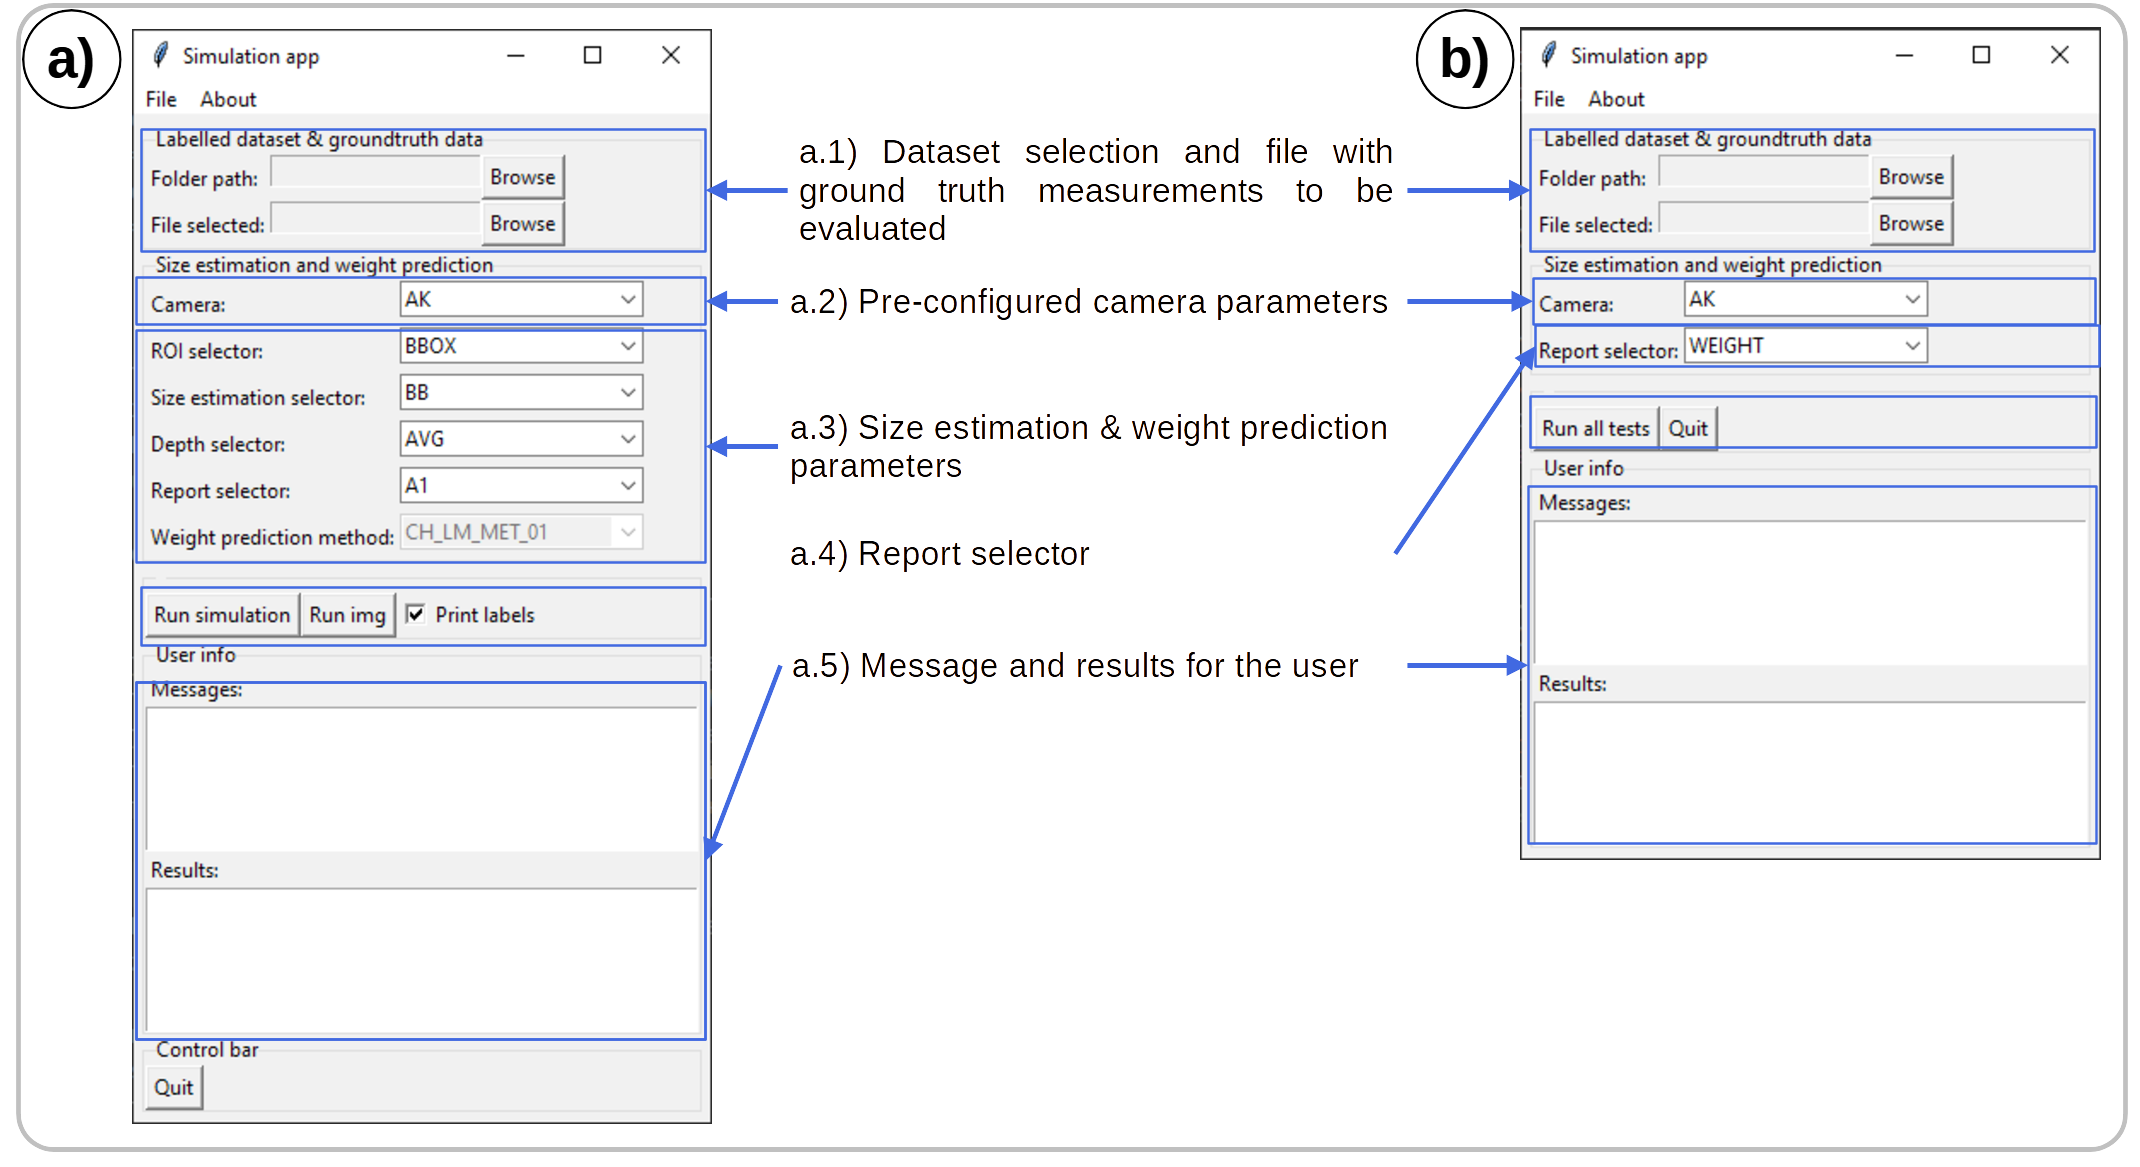 a)
Simulation app
File About
Labelled dataset & groundtruth data
Folder path: Browse
File selected: Browse
Size estimation and weight prediction
Camera: AK
ROI selector: BBOX
Size estimation selector: BB
Depth selector: AVG
Report selector: A1
Weight prediction method: CH_LM_MET_01
Run simulation Run img Print labels
User info
Messages:
Results:
Control bar
Quit
a.1) Dataset selection and file with
ground truth measurements to be
evaluated
a.2) Pre-configured camera parameters
a.3) Size estimation & weight prediction
parameters
a.4) Report selector
a.5) Message and results for the user
b)
Simulation app
File About
Labelled dataset & groundtruth data
Folder path: Browse
File selected: Browse
Size estimation and weight prediction
Camera: AK
Report selector: WEIGHT
Run all tests Quit
User info
Messages:
Results: